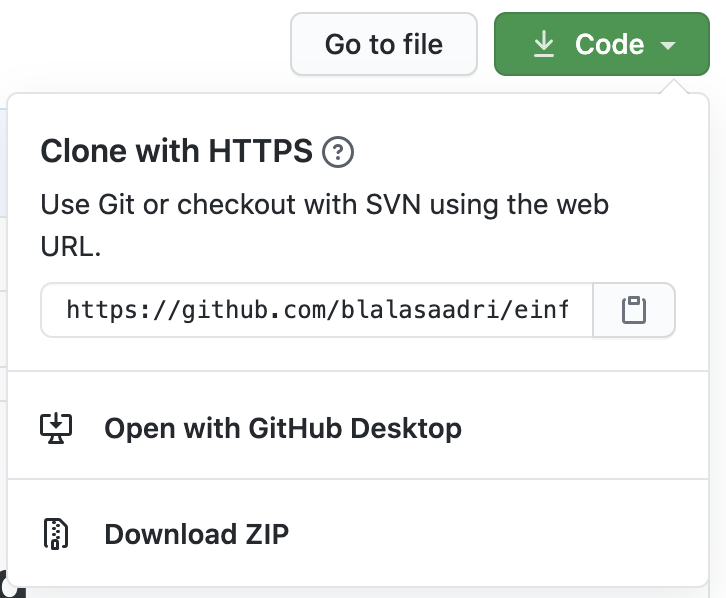 Go to file
Code
Clone with HTTPS
Use Git or checkout with SVN using the web
URL.
https://github.com/blalasaadri/einf
Open with GitHub Desktop
Download ZIP